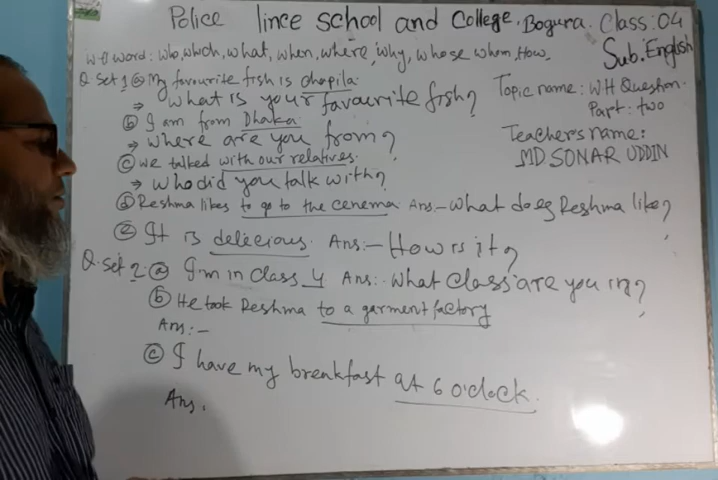 Police lince school and College. Bogura. Class: 04
Sub. English
W-H word: Who, which, what, when, where, why, whose whom, How.
Topic name: WH Question.
Part: two
Teachers name:
MD SONAR UDDIN
Q Set 1 (a) My favourite fish is chapila.
⇒ What is your favourite fish?
(b) I am from Dhaka.
⇒ Where are you from?
(c) we talked with our relatives.
⇒ Who did you talk with?
(d) Reshma likes to go to the cenema. Ans:- What does Reshma like?
(e) It is delecious. Ans:- How is it?
Q. Set 2: (a) I'm in class 4 Ans:. What class are you in?
(b) He took Reshma to a garment factory
Ans:-
(c) I have my breakfast at 6 o'clock.
Ans.